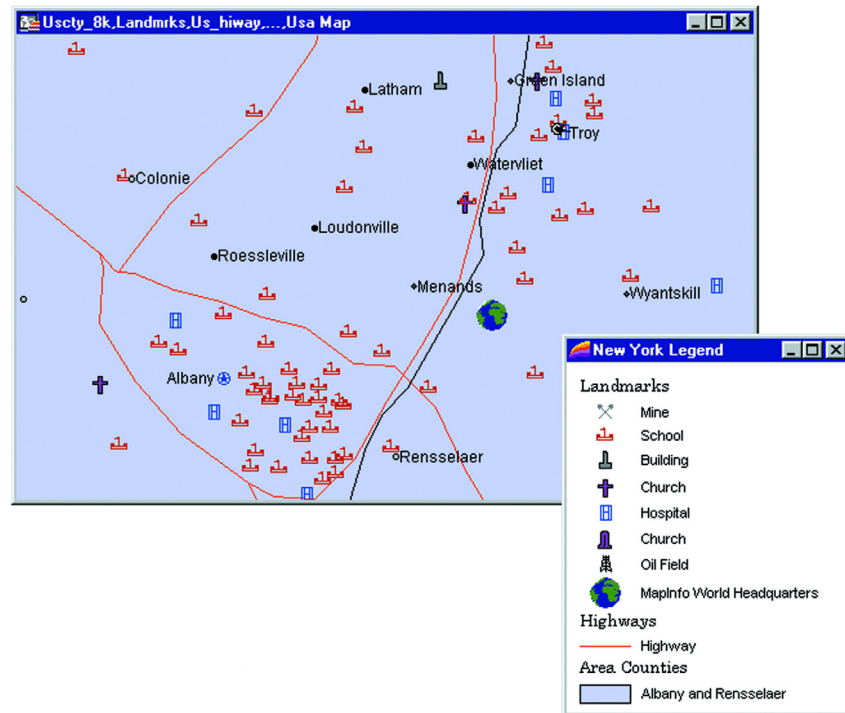 Uscty_8k,Landmrks,Us_hiway,...,Usa Map
Green Island
Latham
Troy
Watervliet
Colonie
Loudonville
Roessleville
Menands
Wyantskill
Albany
Rensselaer
New York Legend
Landmarks
Mine
School
Building
Church
Hospital
Church
Oil Field
MapInfo World Headquarters
Highways
Highway
Area Counties
Albany and Rensselaer